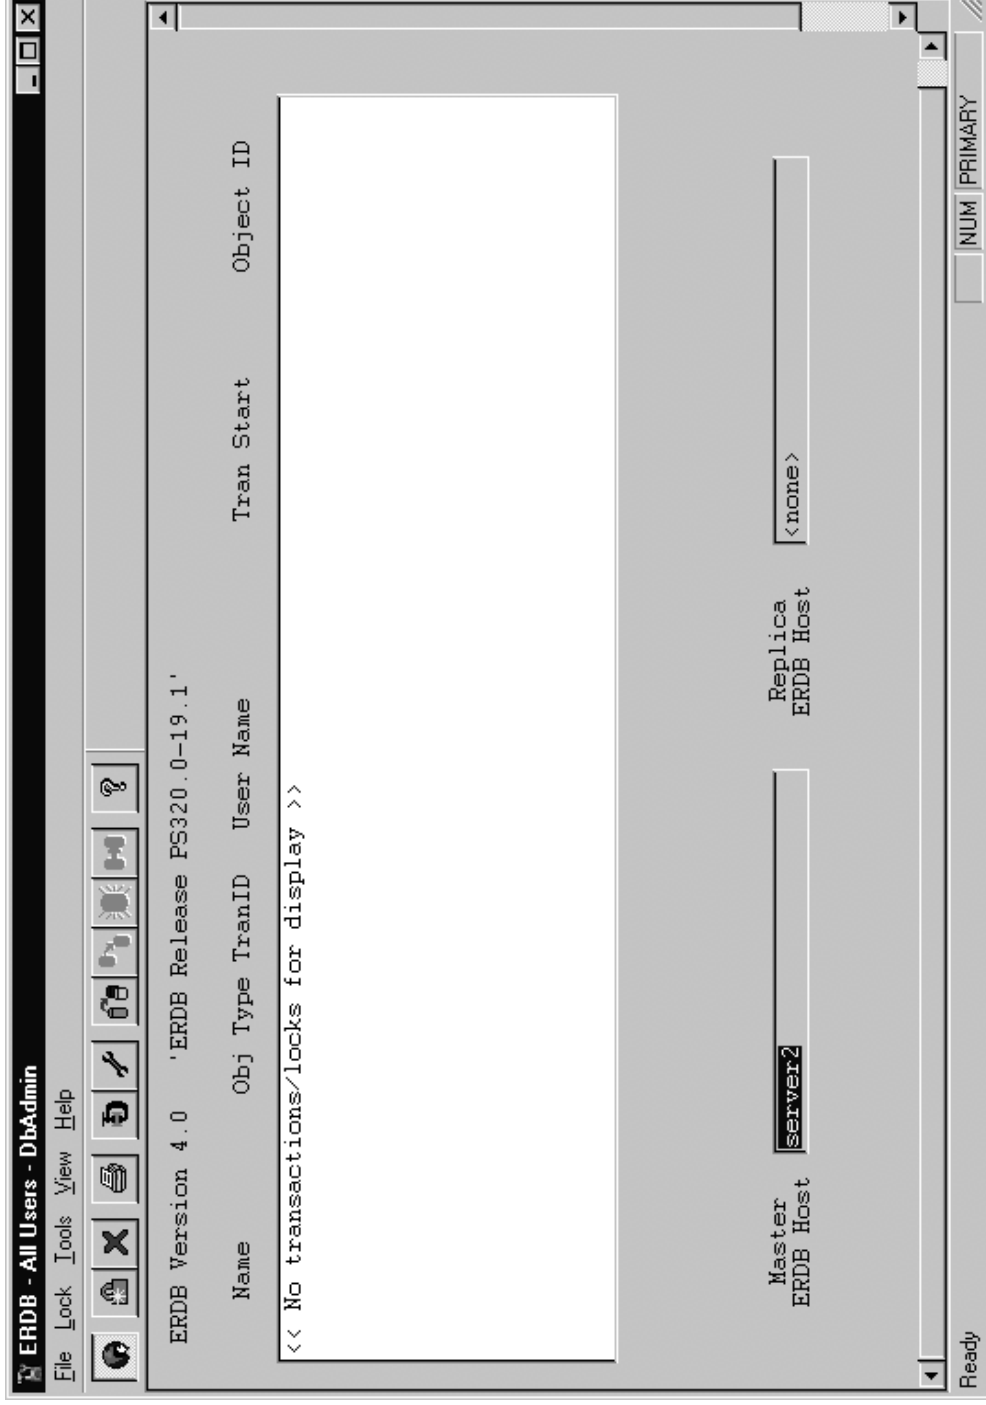 ERDB - All Users - DbAdmin
File Lock Tools View Help
ERDB Version 4.0 'ERDB Release PS320.0-19.1'
Name Obj Type TranID User Name Tran Start Object ID
<< No transactions/locks for display >>
Master ERDB Host server2
Replica ERDB Host <none>
Ready NUM PRIMARY